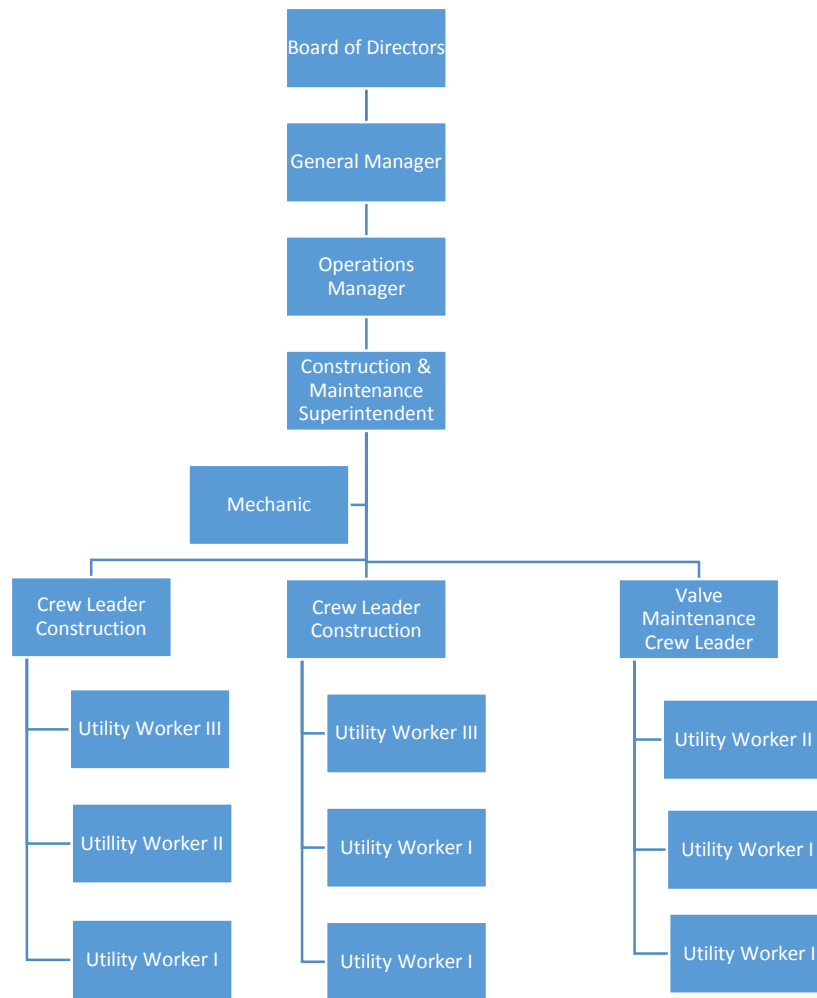 Board of Directors
General Manager
Operations
Manager
Construction &
Maintenance
Superintendent
Mechanic
Crew Leader
Construction
Crew Leader
Construction
Valve
Maintenance
Crew Leader
Utility Worker III
Utillity Worker II
Utility Worker I
Utility Worker III
Utility Worker I
Utility Worker I
Utility Worker II
Utility Worker I
Utility Worker I